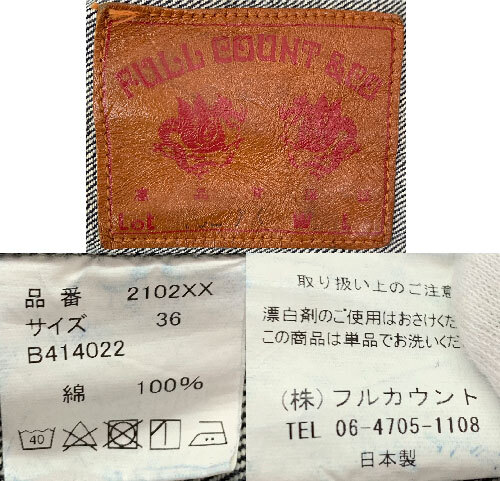 FULL COUNT & CO
Lot W L
品番 2102XX
サイズ 36
B414022
綿 100%
40
取り扱い上のご注意
漂白剤のご使用はおさけくだ
この商品は単品でお洗いくだ
(株) フルカウント
TEL 06-4705-1108
日本製